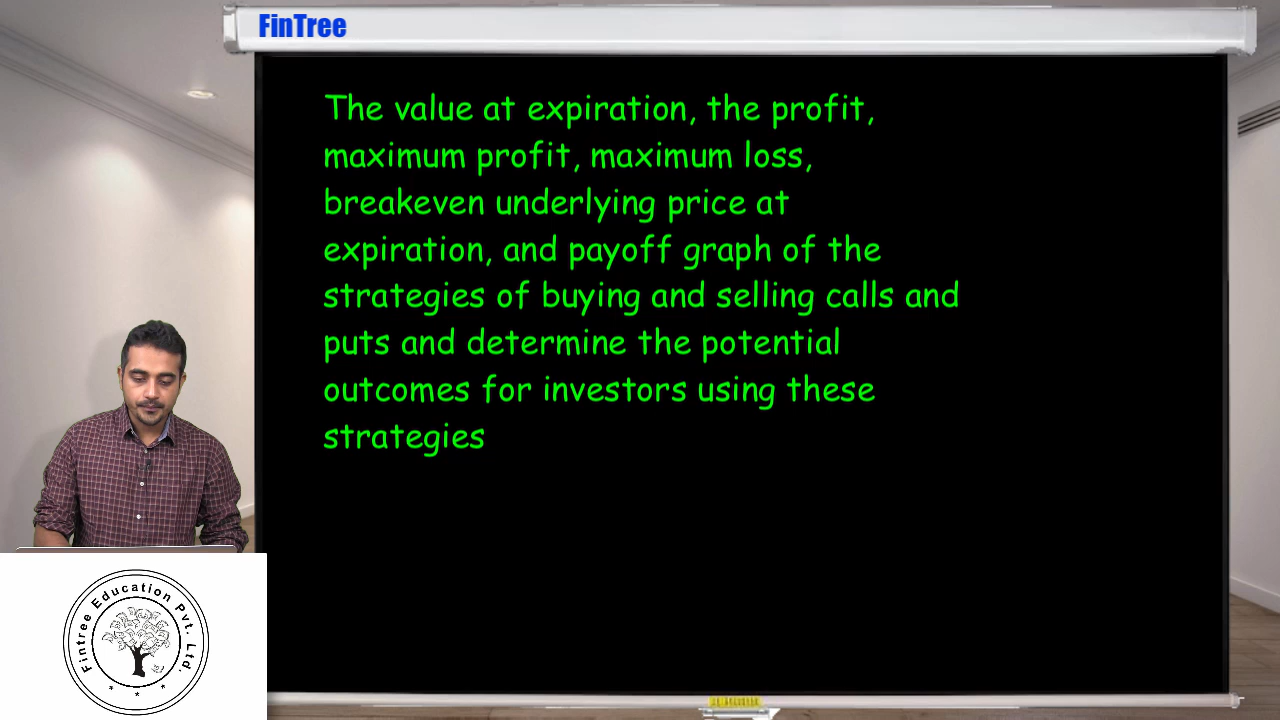 FinTree
The value at expiration, the profit,
maximum profit, maximum loss,
breakeven underlying price at
expiration, and payoff graph of the
strategies of buying and selling calls and
puts and determine the potential
outcomes for investors using these
strategies
Fintree Education Pvt. Ltd.